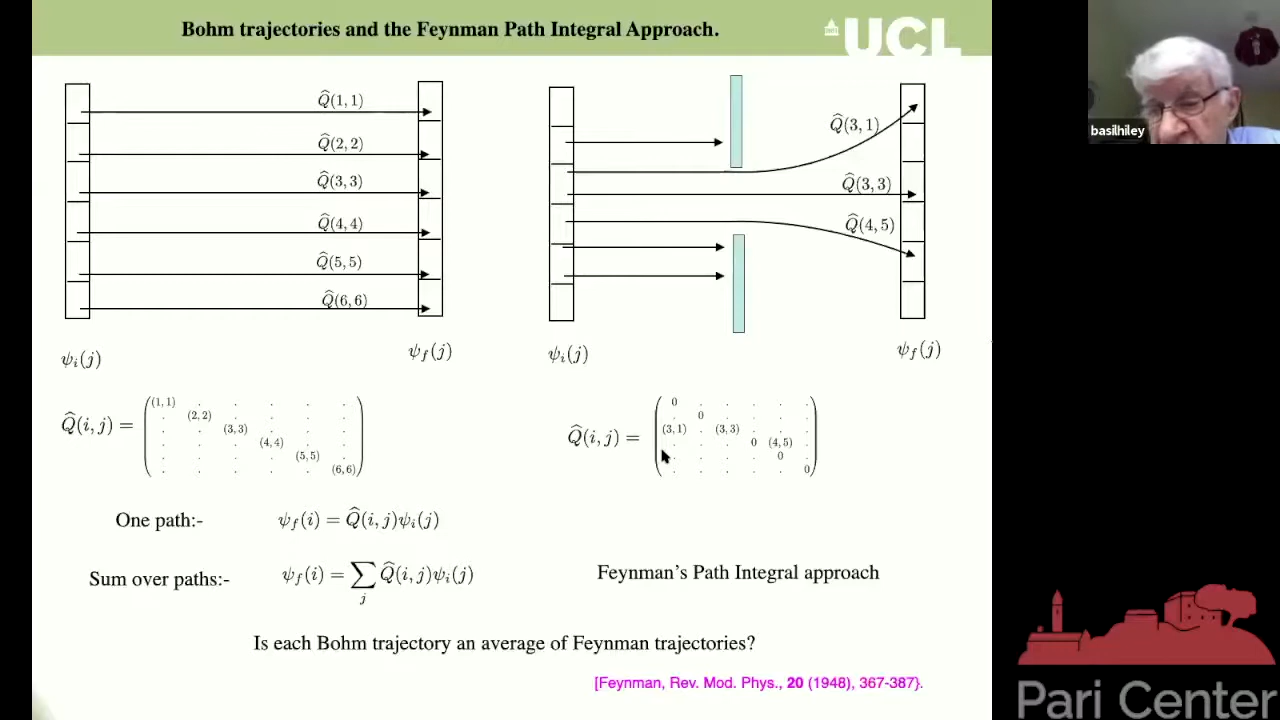 Bohm trajectories and the Feynman Path Integral Approach.
UCL
basilhiley
Q̂(1, 1)
Q̂(2, 2)
Q̂(3, 3)
Q̂(4, 4)
Q̂(5, 5)
Q̂(6, 6)
ψi(j)
ψf(j)
Q̂(3, 1)
Q̂(3, 3)
Q̂(4, 5)
ψi(j)
ψf(j)
Q̂(i, j) =
(1, 1) . . . . .
. (2, 2) . . . .
. . (3, 3) . . .
. . . (4, 4) . .
. . . . (5, 5) .
. . . . . (6, 6)
Q̂(i, j) =
0 . . . . .
. 0 . . . .
(3, 1) . (3, 3) . . .
. . . 0 (4, 5) .
. . . . 0 .
. . . . . 0
One path:- ψf(i) = Q̂(i, j)ψi(j)
Sum over paths:- ψf(i) = ∑j Q̂(i, j)ψi(j)
Feynman's Path Integral approach
Is each Bohm trajectory an average of Feynman trajectories?
[Feynman, Rev. Mod. Phys., 20 (1948), 367-387}.
Pari Center